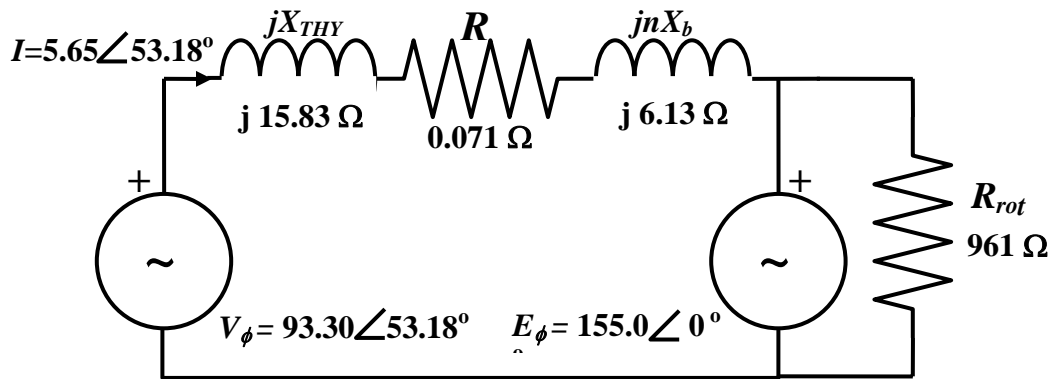 jX_THY R jnX_b
I=5.65∠53.18°
j 15.83 Ω 0.071 Ω j 6.13 Ω
+ +
R_rot
961 Ω
~ ~
V_ϕ = 93.30∠53.18° E_ϕ = 155.0∠ 0°